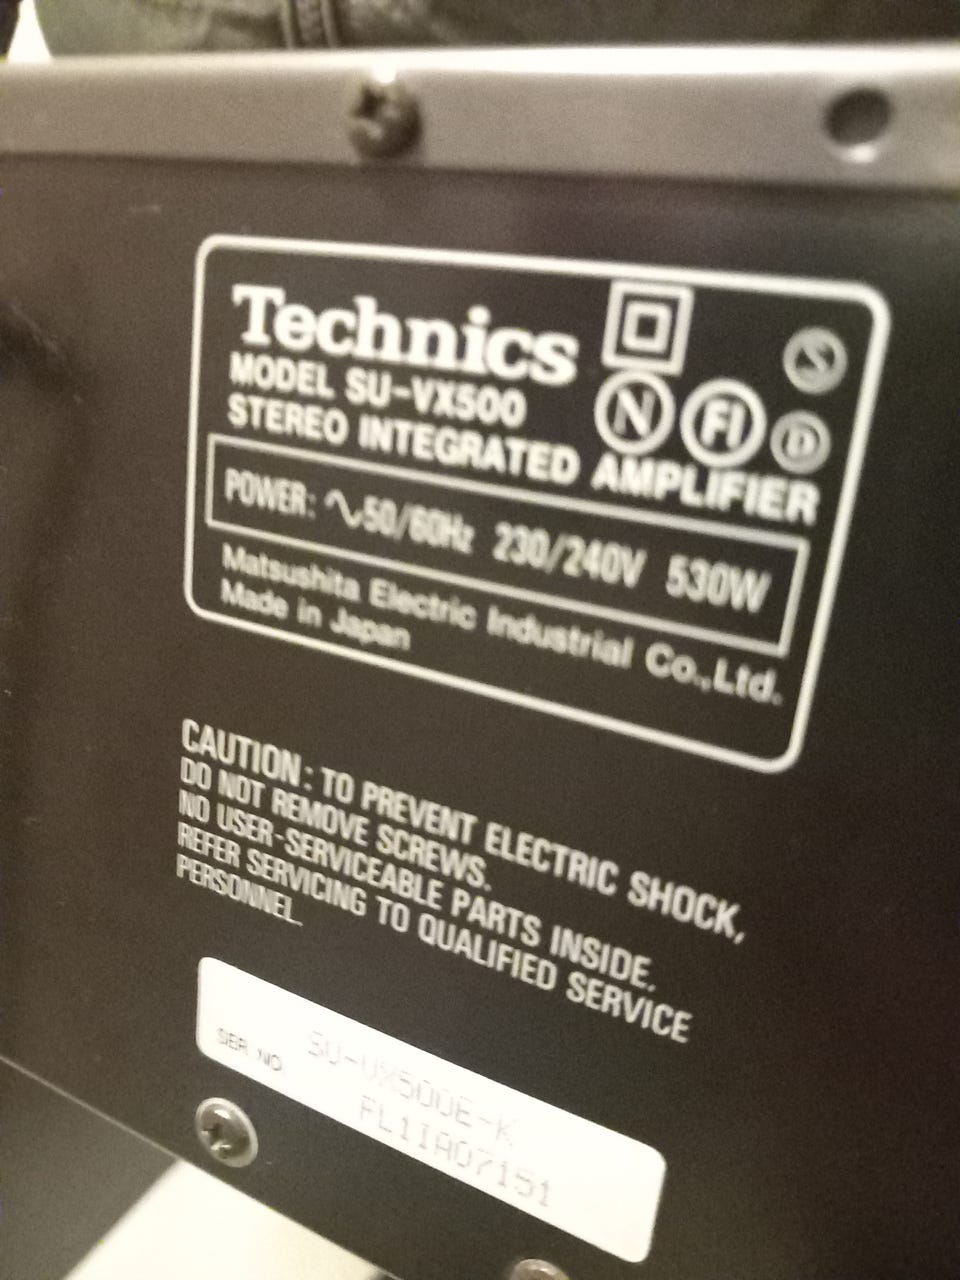 Technics
MODEL SU-VX500
STEREO INTEGRATED AMPLIFIER
N FI S D
POWER: ∿50/60Hz 230/240V 530W
Matsushita Electric Industrial Co.,Ltd.
Made in Japan
CAUTION: TO PREVENT ELECTRIC SHOCK,
DO NOT REMOVE SCREWS.
NO USER-SERVICEABLE PARTS INSIDE.
REFER SERVICING TO QUALIFIED SERVICE
PERSONNEL.
SU-VX500E-K
SER. NO. FL1IA07151